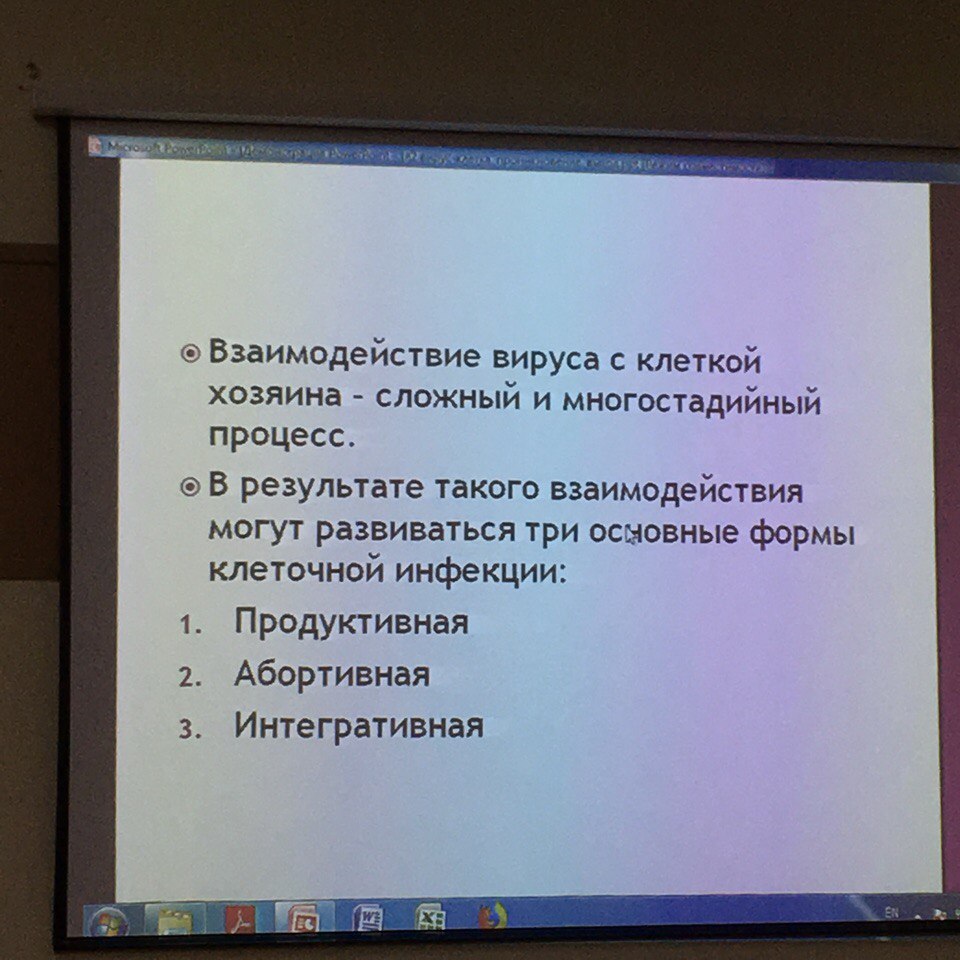 Microsoft PowerPoint
Взаимодействие вируса с клеткой
хозяина - сложный и многостадийный
процесс.
В результате такого взаимодействия
могут развиваться три основные формы
клеточной инфекции:
1. Продуктивная
2. Абортивная
3. Интегративная
EN